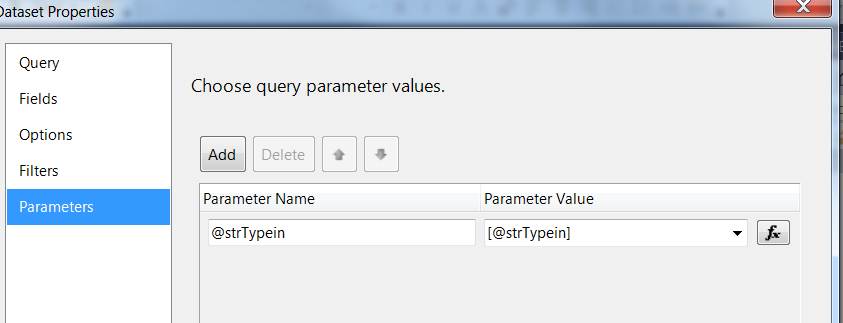 Dataset Properties
Query
Fields
Options
Filters
Parameters
Choose query parameter values.
Add Delete
Parameter Name Parameter Value
@strTypein [@strTypein] fx